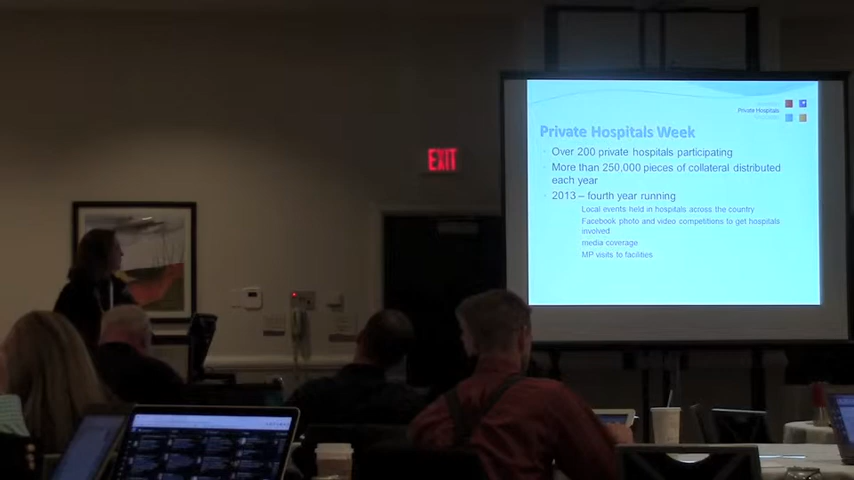 Private Hospitals
Private Hospitals Week
Over 200 private hospitals participating
More than 250,000 pieces of collateral distributed
each year
2013 – fourth year running
Local events held in hospitals across the country
Facebook photo and video competitions to get hospitals
involved
media coverage
MP visits to facilities
EXIT